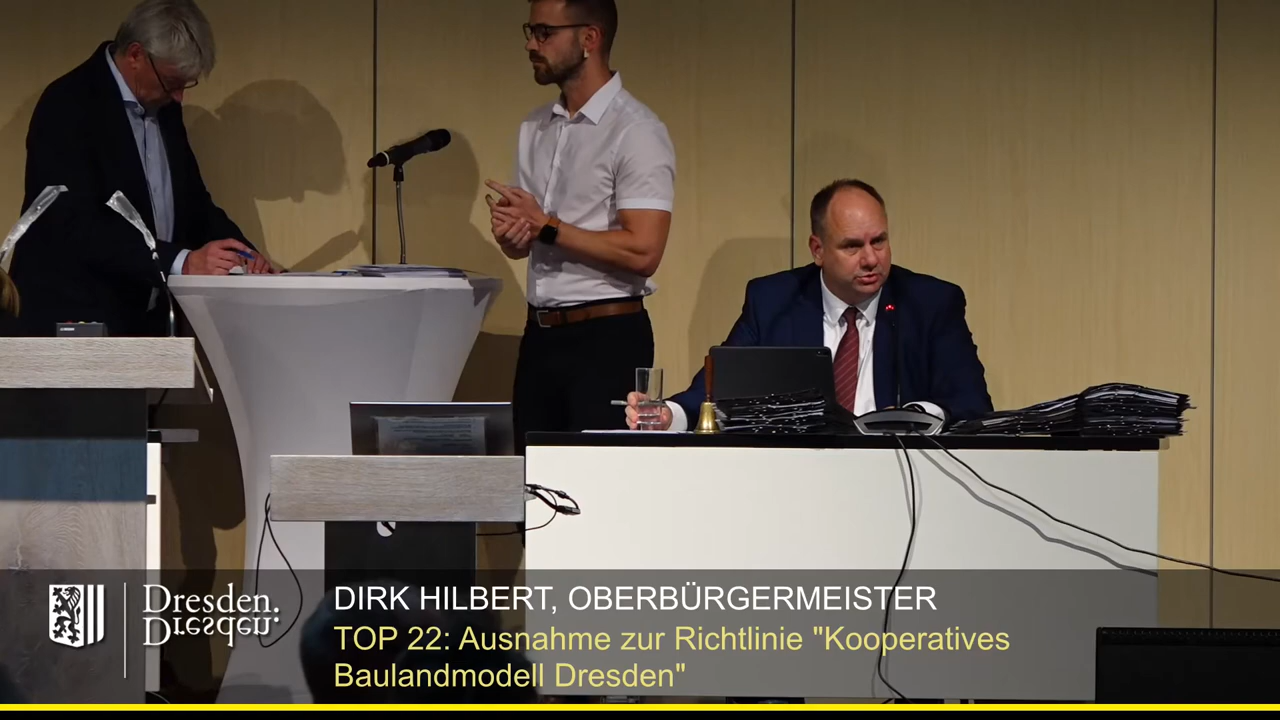 Dresden.
Dresden.
DIRK HILBERT, OBERBÜRGERMEISTER
TOP 22: Ausnahme zur Richtlinie "Kooperatives
Baulandmodell Dresden"